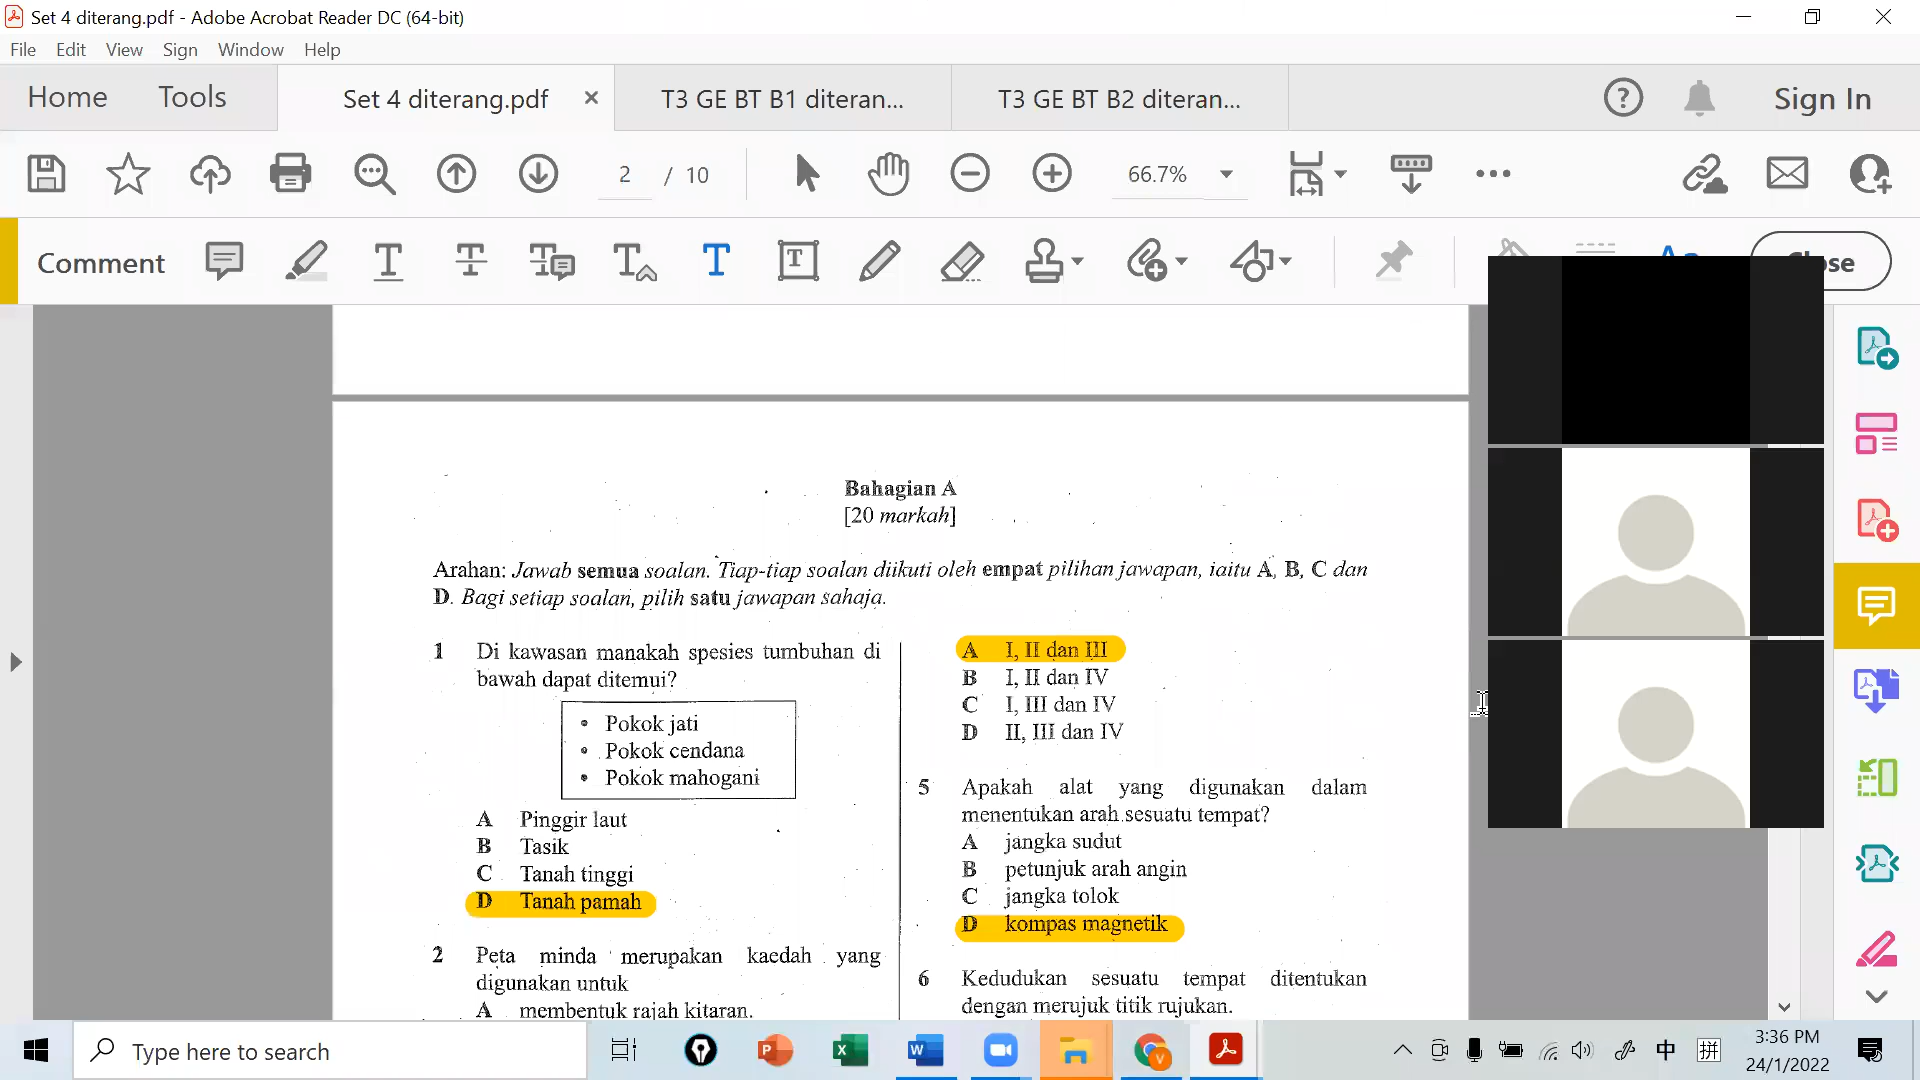 Set 4 diterang.pdf - Adobe Acrobat Reader DC (64-bit)
File Edit View Sign Window Help
Home Tools Set 4 diterang.pdf T3 GE BT B1 diteran... T3 GE BT B2 diteran... Sign In
2 / 10 66.7%
Comment
Bahagian A
[20 markah]
Arahan: Jawab semua soalan. Tiap-tiap soalan diikuti oleh empat pilihan jawapan, iaitu A, B, C dan
D. Bagi setiap soalan, pilih satu jawapan sahaja.
1 Di kawasan manakah spesies tumbuhan di
bawah dapat ditemui?
• Pokok jati
• Pokok cendana
• Pokok mahogani
A Pinggir laut
B Tasik
C Tanah tinggi
D Tanah pamah
2 Peta minda merupakan kaedah yang
digunakan untuk
A membentuk rajah kitaran.
A I, II dan III
B I, II dan IV
C I, III dan IV
D II, III dan IV
5 Apakah alat yang digunakan dalam
menentukan arah sesuatu tempat?
A jangka sudut
B petunjuk arah angin
C jangka tolok
D kompas magnetik
6 Kedudukan sesuatu tempat ditentukan
dengan merujuk titik rujukan.
Type here to search
中
拼
3:36 PM
24/1/2022